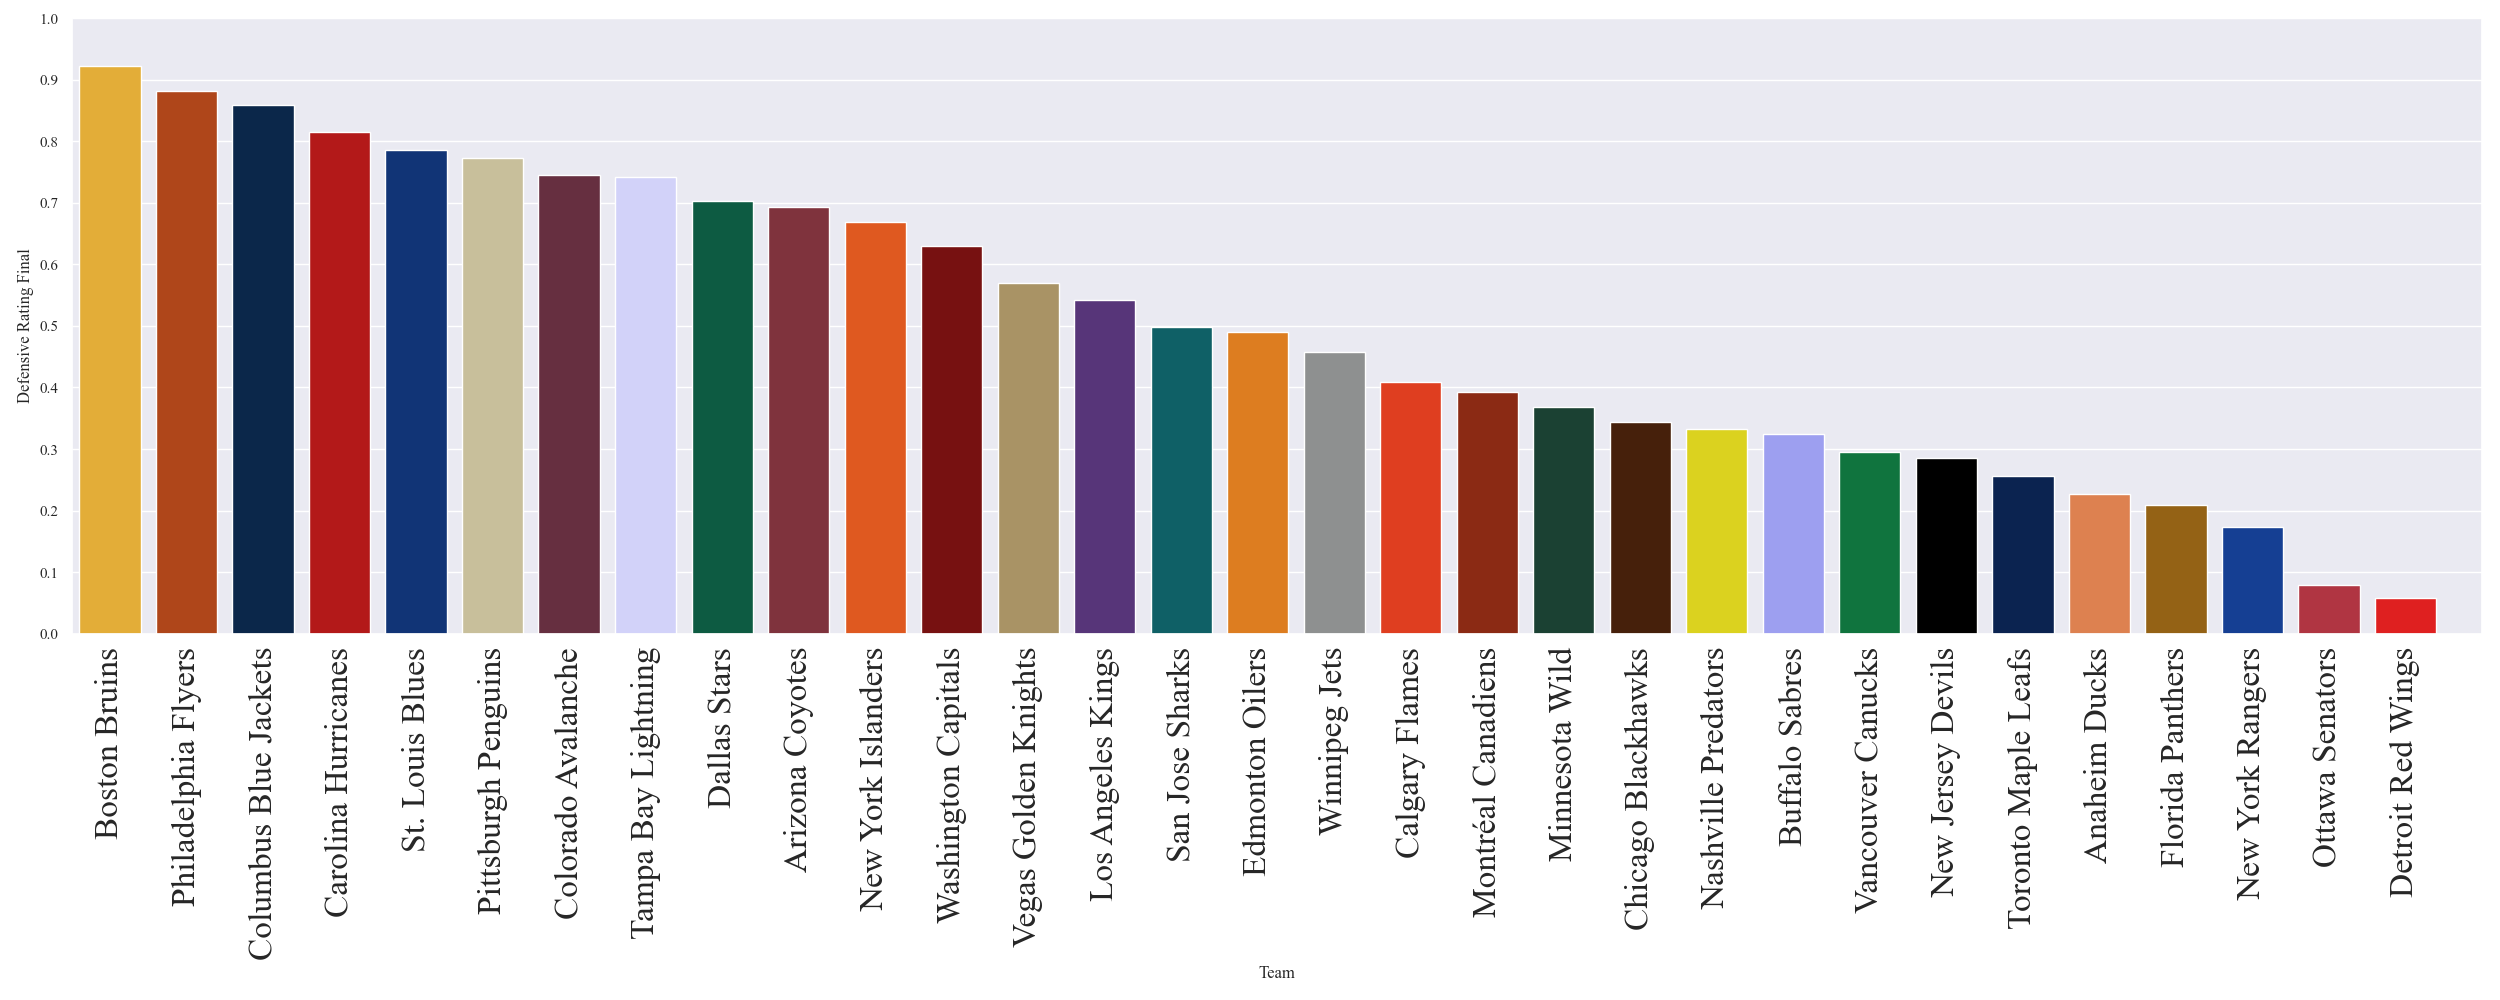 1.0
0.9
0.8
0.7
0.6
0.5
0.4
0.3
0.2
0.1
0.0
Defensive Rating Final
Boston Bruins
Philadelphia Flyers
Columbus Blue Jackets
Carolina Hurricanes
St. Louis Blues
Pittsburgh Penguins
Colorado Avalanche
Tampa Bay Lightning
Dallas Stars
Arizona Coyotes
New York Islanders
Washington Capitals
Vegas Golden Knights
Los Angeles Kings
San Jose Sharks
Edmonton Oilers
Winnipeg Jets
Calgary Flames
Montréal Canadiens
Minnesota Wild
Chicago Blackhawks
Nashville Predators
Buffalo Sabres
Vancouver Canucks
New Jersey Devils
Toronto Maple Leafs
Anaheim Ducks
Florida Panthers
New York Rangers
Ottawa Senators
Detroit Red Wings
Team